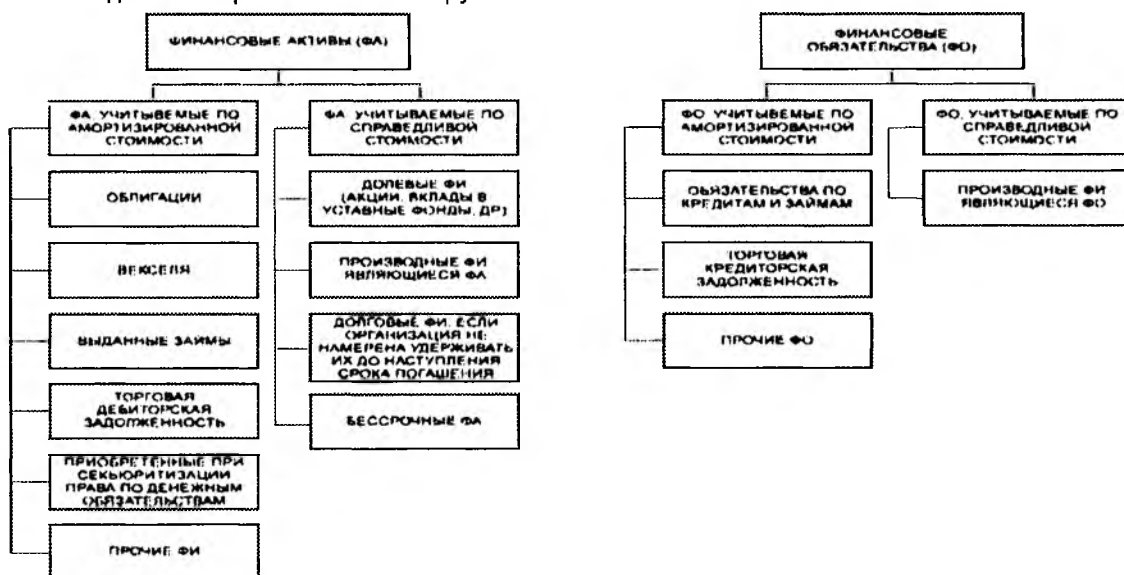 ФИНАНСОВЫЕ АКТИВЫ (ФА)
ФА, УЧИТЫВЕМЫЕ ПО
АМОРТИЗИРОВАННОЙ
СТОИМОСТИ
ОБЛИГАЦИИ
ВЕКСЕЛЯ
ВЫДАННЫЕ ЗАЙМЫ
ТОРГОВАЯ
ДЕБИТОРСКАЯ
ЗАДОЛЖЕННОСТЬ
ПРИОБРЕТЕННЫЕ ПРИ
СЕКЬЮРИТИЗАЦИИ
ПРАВА ПО ДЕНЕЖНЫМ
ОБЯЗАТЕЛЬСТВАМ
ПРОЧИЕ ФИ
ФА, УЧИТЫВАЕМЫЕ ПО
СПРАВЕДЛИВОЙ
СТОИМОСТИ
ДОЛЕВЫЕ ФИ
(АКЦИИ, ВКЛАДЫ В
УСТАВНЫЕ ФОНДЫ, ДР)
ПРОИЗВОДНЫЕ ФИ
ЯВЛЯЮЩИЕСЯ ФА
ДОЛГОВЫЕ ФИ, ЕСЛИ
ОРГАНИЗАЦИЯ НЕ
НАМЕРЕНА УДЕРЖИВАТЬ
ИХ ДО НАСТУПЛЕНИЯ
СРОКА ПОГАШЕНИЯ
БЕССРОЧНЫЕ ФА
ФИНАНСОВЫЕ
ОБЯЗАТЕЛЬСТВА (ФО)
ФО, УЧИТЫВЕМЫЕ ПО
АМОРТИЗИРОВАННОЙ
СТОИМОСТИ
ОБЯЗАТЕЛЬСТВА ПО
КРЕДИТАМ И ЗАЙМАМ
ТОРГОВАЯ
КРЕДИТОРСКАЯ
ЗАДОЛЖЕННОСТЬ
ПРОЧИЕ ФО
ФО, УЧИТЫВАЕМЫЕ ПО
СПРАВЕДЛИВОЙ
СТОИМОСТИ
ПРОИЗВОДНЫЕ ФИ
ЯВЛЯЮЩИЕСЯ ФО